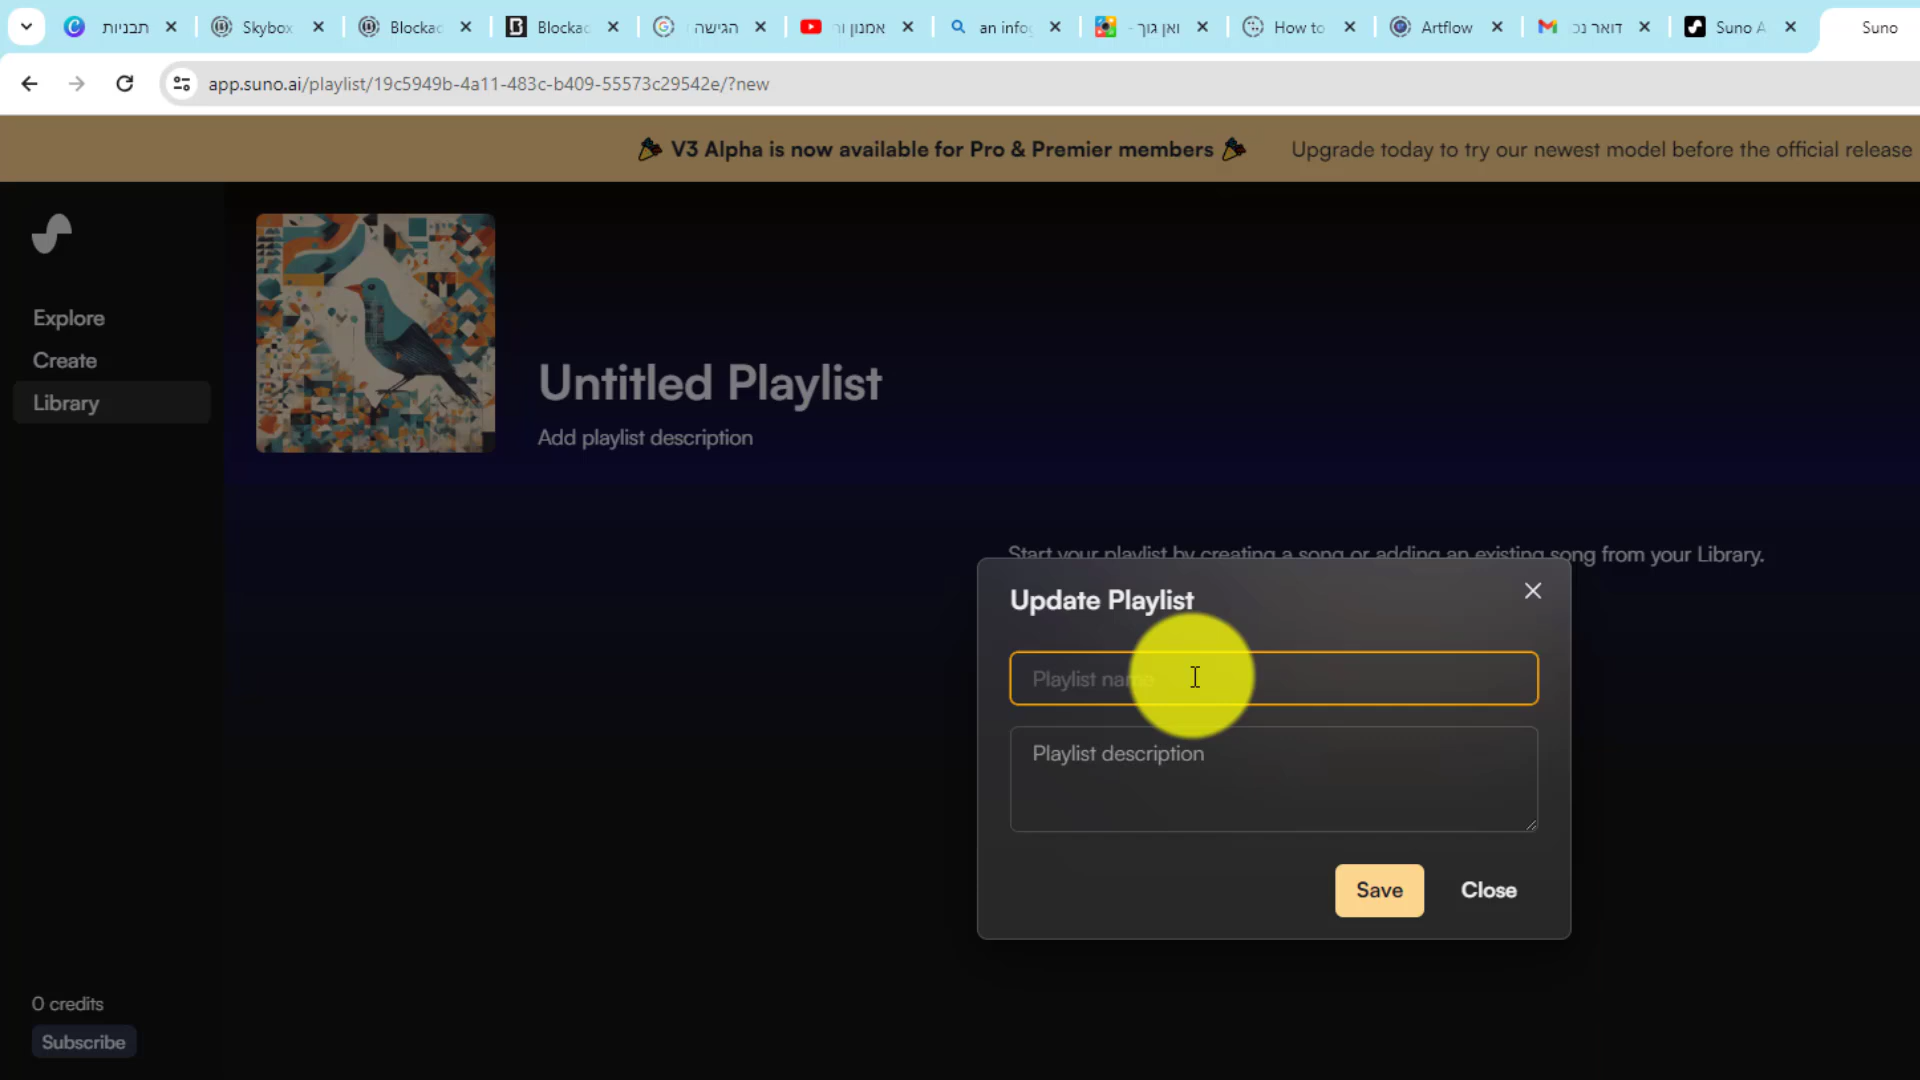 תבניות
Skybox
Blockac
Blockac
הגישה
אמנון ור
an info
ואן גוך -
How to
Artflow
דואר נכ
Suno A
Suno
app.suno.ai/playlist/19c5949b-4a11-483c-b409-55573c29542e/?new
🎉 V3 Alpha is now available for Pro & Premier members 🎉 Upgrade today to try our newest model before the official release
Explore
Create
Library
Untitled Playlist
Add playlist description
Start your playlist by creating a song or adding an existing song from your Library.
Update Playlist
Playlist name
Playlist description
Save
Close
0 credits
Subscribe